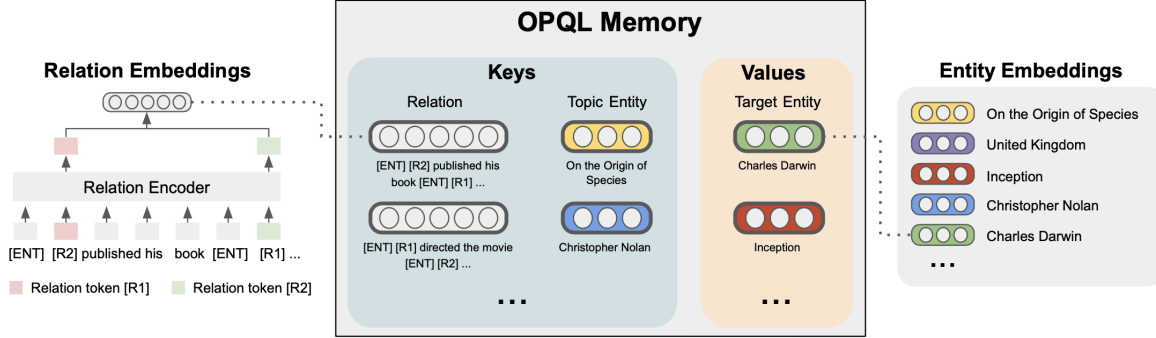 OPQL Memory
Relation Embeddings
Relation Encoder
[ENT] [R2] published his book [ENT] [R1] ...
Relation token [R1]
Relation token [R2]
Keys
Relation
Topic Entity
[ENT] [R2] published his
book [ENT] [R1] ...
On the Origin of
Species
[ENT] [R1] directed the movie
[ENT] [R2] ...
Christopher Nolan
...
Values
Target Entity
Charles Darwin
Inception
...
Entity Embeddings
On the Origin of Species
United Kingdom
Inception
Christopher Nolan
Charles Darwin
...